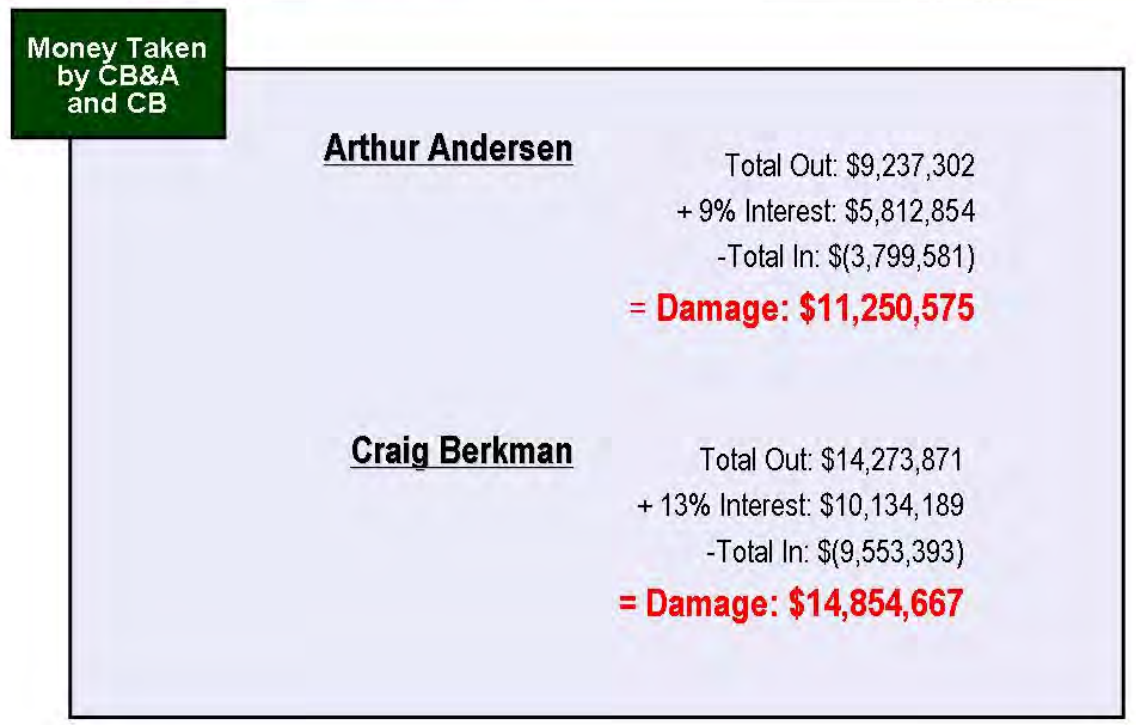 Money Taken
by CB&A
and CB
Arthur Andersen
Total Out: $9,237,302
+ 9% Interest: $5,812,854
-Total In: $(3,799,581)
= Damage: $11,250,575
Craig Berkman
Total Out: $14,273,871
+ 13% Interest: $10,134,189
-Total In: $(9,553,393)
= Damage: $14,854,667